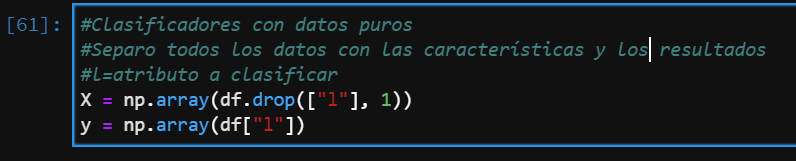 [61]: #Clasificadores con datos puros
#Separo todos los datos con las características y los resultados
#l=atributo a clasificar
X = np.array(df.drop(["l"], 1))
y = np.array(df["l"])